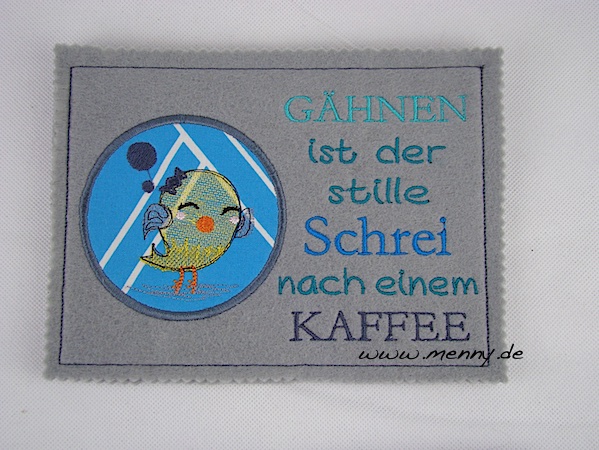 GÄHNEN
ist der
stille
Schrei
nach einem
KAFFEE
www.menny.de